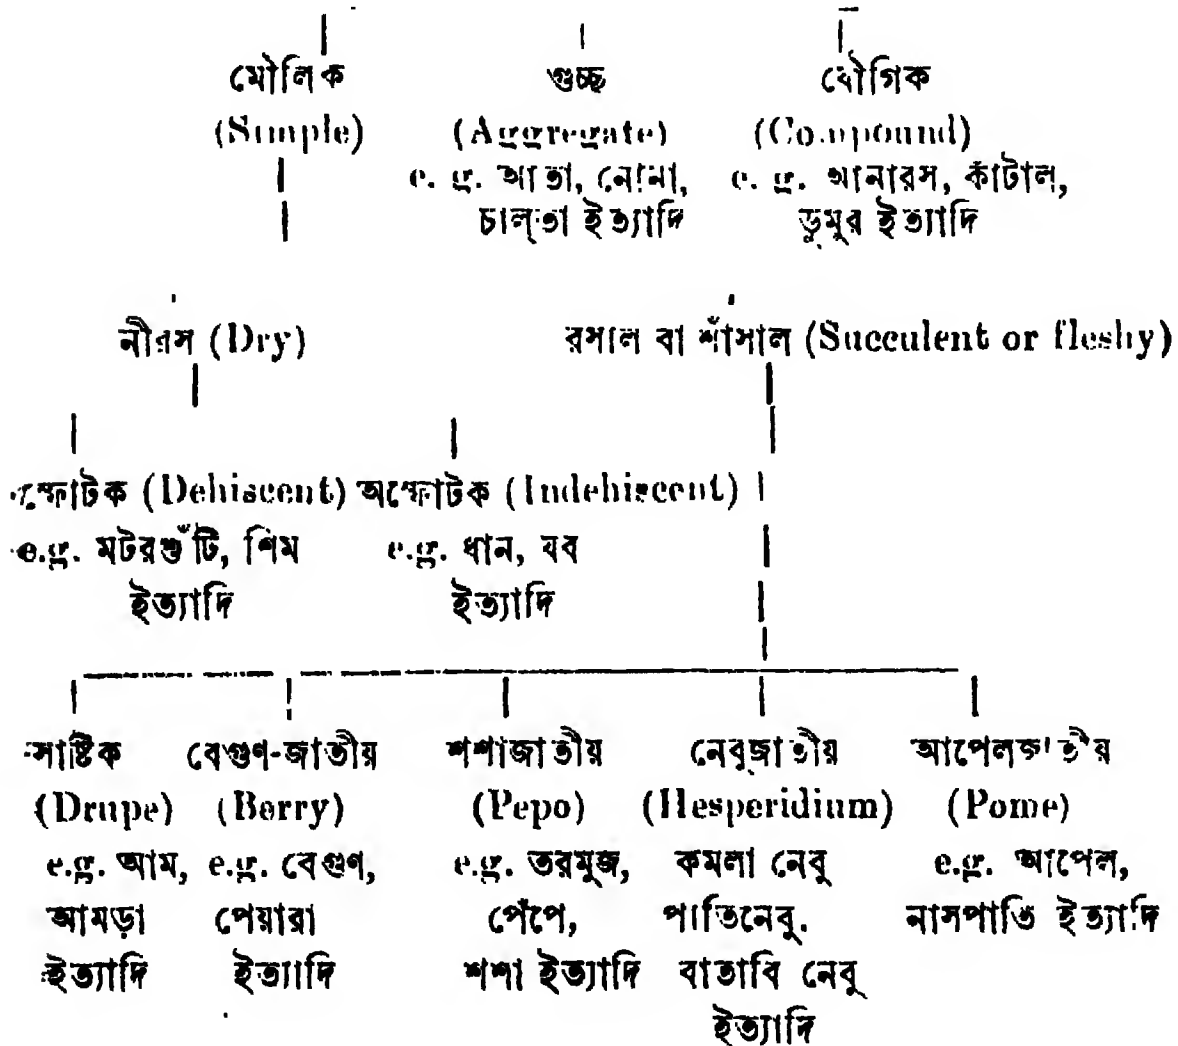 মৌলিক গুচ্ছ যৌগিক
(Simple) (Aggregate) (Compound)
e. g. আতা, নোনা, e. g. আনারস, কাঁটাল,
চাল্‌তা ইত্যাদি ডুমুর ইত্যাদি
নীরস (Dry) রসাল বা শাঁসাল (Succulent or fleshy)
স্ফোটক (Dehiscent) অস্ফোটক (Indehiscent)
e.g. মটরশুঁটি, শিম e.g. ধান, যব
ইত্যাদি ইত্যাদি
সাষ্টিক বেগুণ-জাতীয় শশাজাতীয় নেবুজাতীয় আপেলজাতীয়
(Drupe) (Berry) (Pepo) (Hesperidium) (Pome)
e.g. আম, e.g. বেগুণ, e.g. তরমুজ, কমলা নেবু e.g. আপেল,
আমড়া পেয়ারা পেঁপে, পাতিনেবু. নাসপাতি ইত্যাদি
ইত্যাদি ইত্যাদি শশা ইত্যাদি বাতাবি নেবু
ইত্যাদি